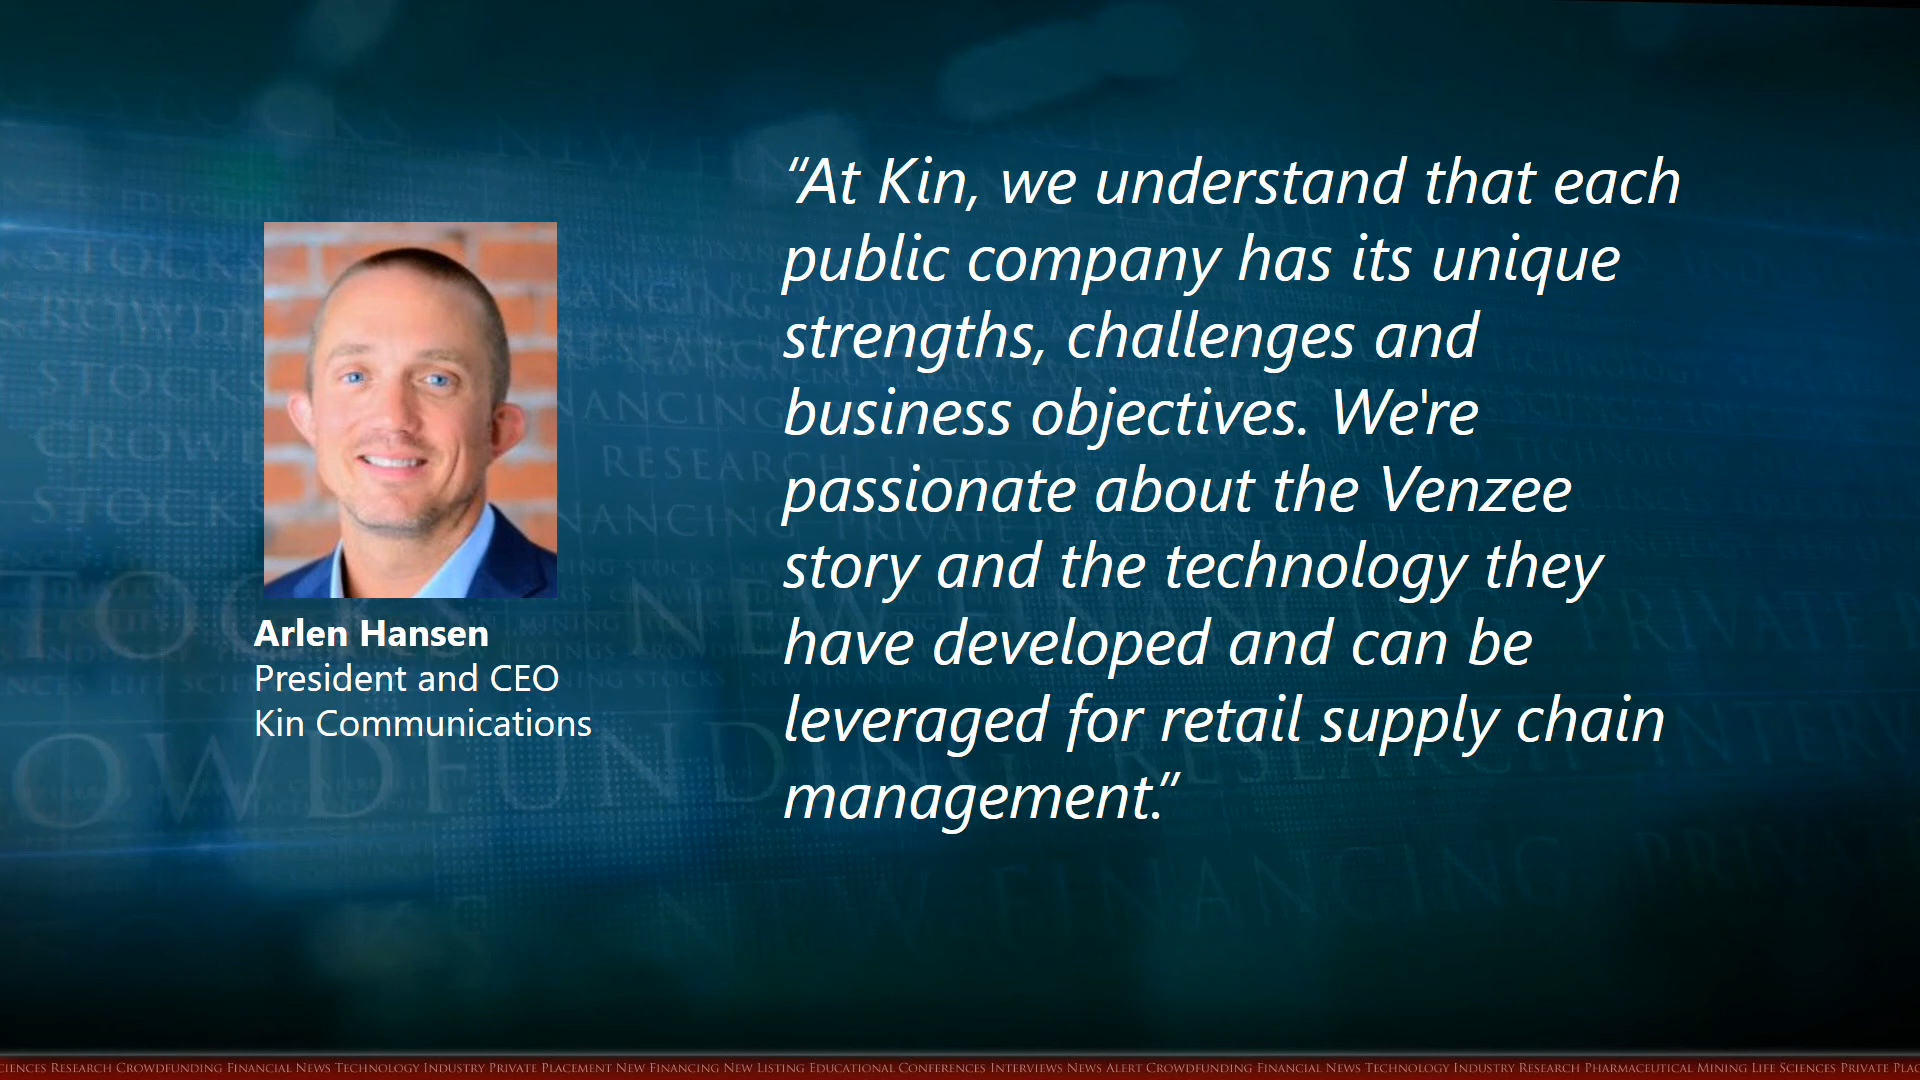 “At Kin, we understand that each
public company has its unique
strengths, challenges and
business objectives. We're
passionate about the Venzee
story and the technology they
have developed and can be
leveraged for retail supply chain
management.”
Arlen Hansen
President and CEO
Kin Communications
CIENCES RESEARCH CROWDFUNDING FINANCIAL NEWS TECHNOLOGY INDUSTRY PRIVATE PLACEMENT NEW FINANCING NEW LISTING EDUCATIONAL CONFERENCES INTERVIEWS NEWS ALERT CROWDFUNDING FINANCIAL NEWS TECHNOLOGY INDUSTRY RESEARCH PHARMACEUTICAL MINING LIFE SCIENCES PRIVATE PLAC